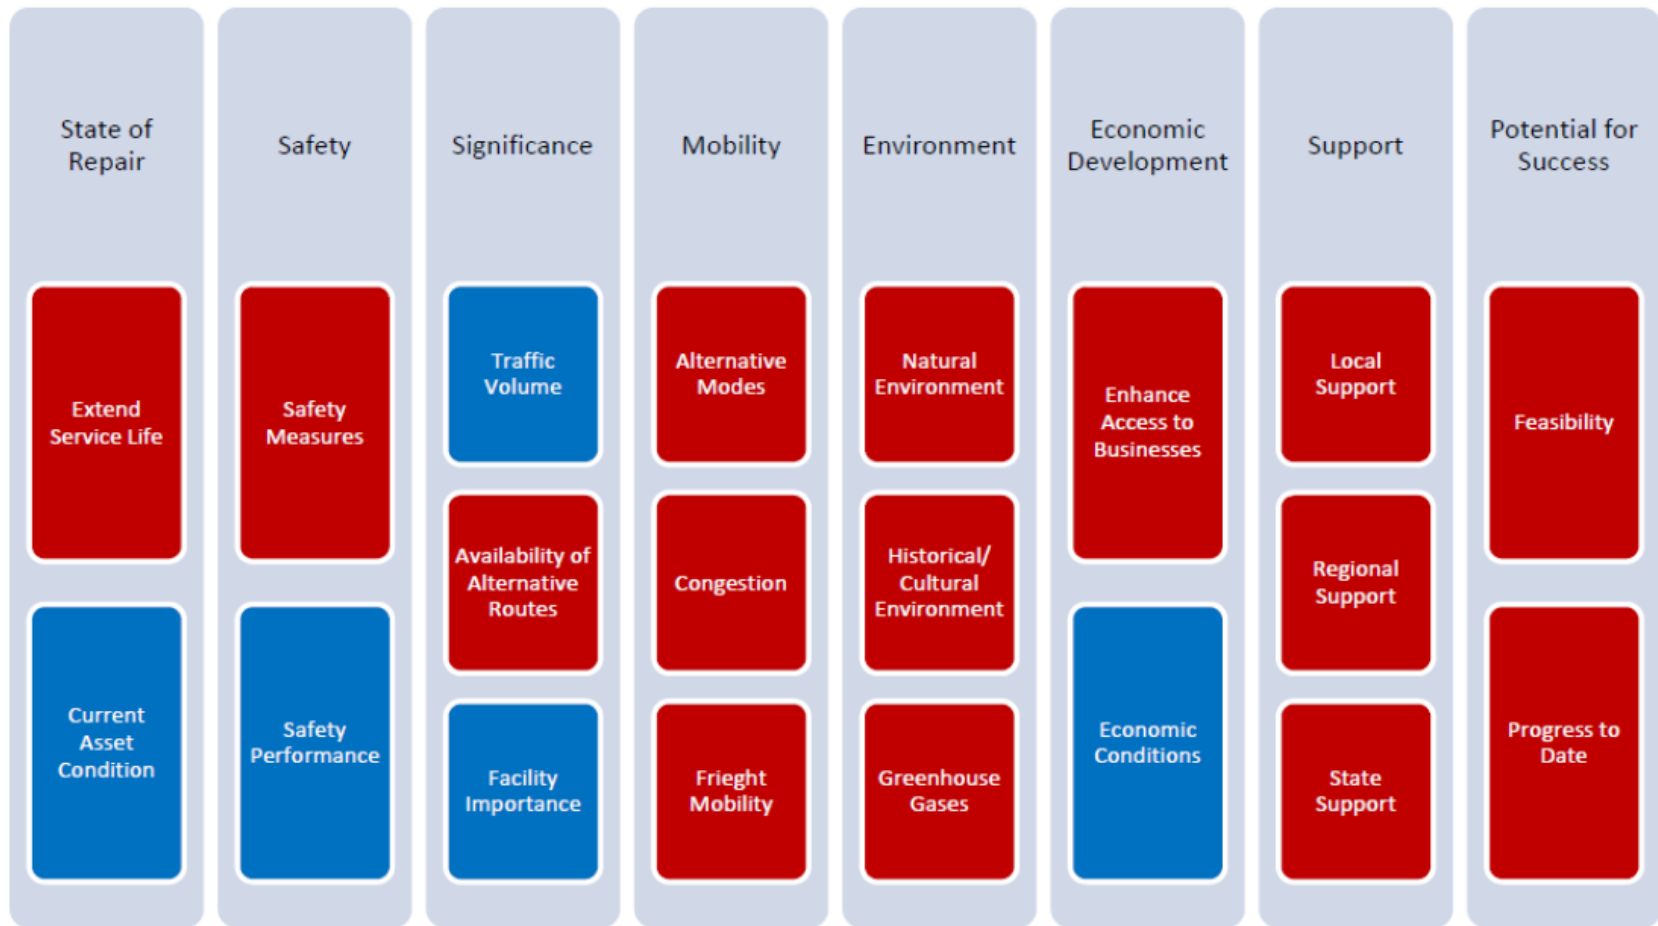 State of
Repair
Safety
Significance
Mobility
Environment
Economic
Development
Support
Potential for
Success
Extend
Service Life
Current
Asset
Condition
Safety
Measures
Safety
Performance
Traffic
Volume
Availability of
Alternative
Routes
Facility
Importance
Alternative
Modes
Congestion
Frieght
Mobility
Natural
Environment
Historical/
Cultural
Environment
Greenhouse
Gases
Enhance
Access to
Businesses
Economic
Conditions
Local
Support
Regional
Support
State
Support
Feasibility
Progress to
Date